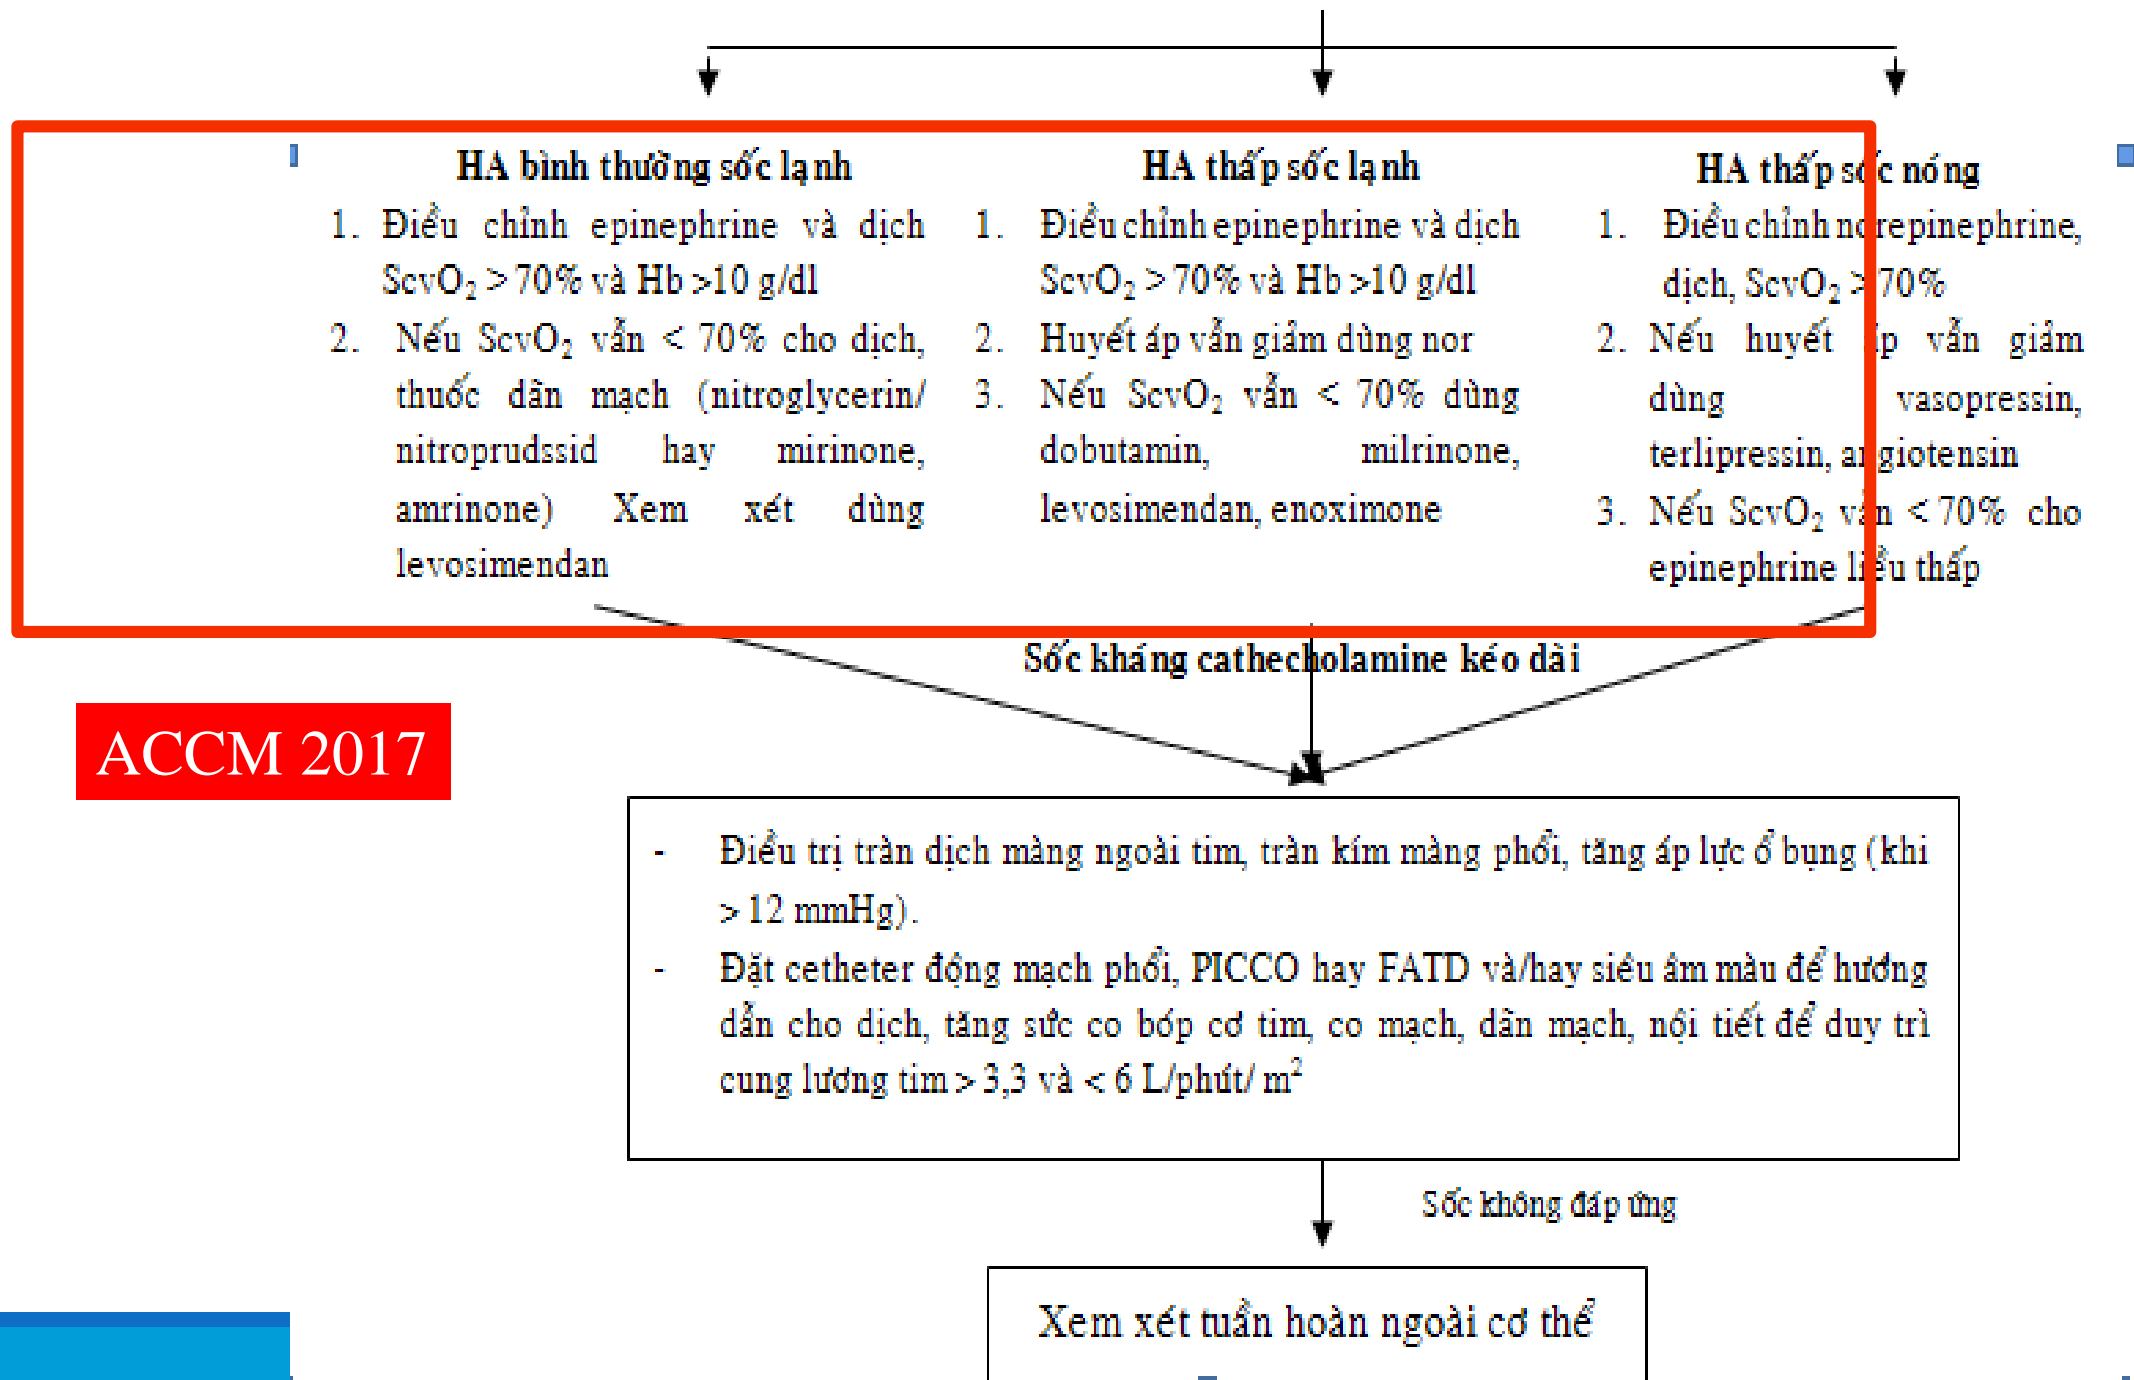 HA bình thường sốc lạnh
1. Điều chỉnh epinephrine và dịch
ScvO₂ > 70% và Hb >10 g/dl
2. Nếu ScvO₂ vẫn < 70% cho dịch,
thuốc dãn mạch (nitroglycerin/
nitroprudssid hay mirinone,
amrinone) Xem xét dùng
levosimendan
HA thấp sốc lạnh
1. Điều chỉnh epinephrine và dịch
ScvO₂ > 70% và Hb >10 g/dl
2. Huyết áp vẫn giảm dùng nor
3. Nếu ScvO₂ vẫn < 70% dùng
dobutamin, milrinone,
levosimendan, enoximone
HA thấp sốc nóng
1. Điều chỉnh norepinephrine,
dịch, ScvO₂ > 70%
2. Nếu huyết áp vẫn giảm
dùng vasopressin,
terlipressin, angiotensin
3. Nếu ScvO₂ vẫn < 70% cho
epinephrine liều thấp
Sốc kháng cathecholamine kéo dài
ACCM 2017
- Điều trị tràn dịch màng ngoài tim, tràn kím màng phổi, tăng áp lực ổ bụng (khi
> 12 mmHg).
- Đặt cetheter động mạch phổi, PICCO hay FATD và/hay siêu âm màu để hướng
dẫn cho dịch, tăng sức co bóp cơ tim, co mạch, dãn mạch, nội tiết để duy trì
cung lương tim > 3,3 và < 6 L/phút/ m²
Sốc không đáp ứng
Xem xét tuần hoàn ngoài cơ thể